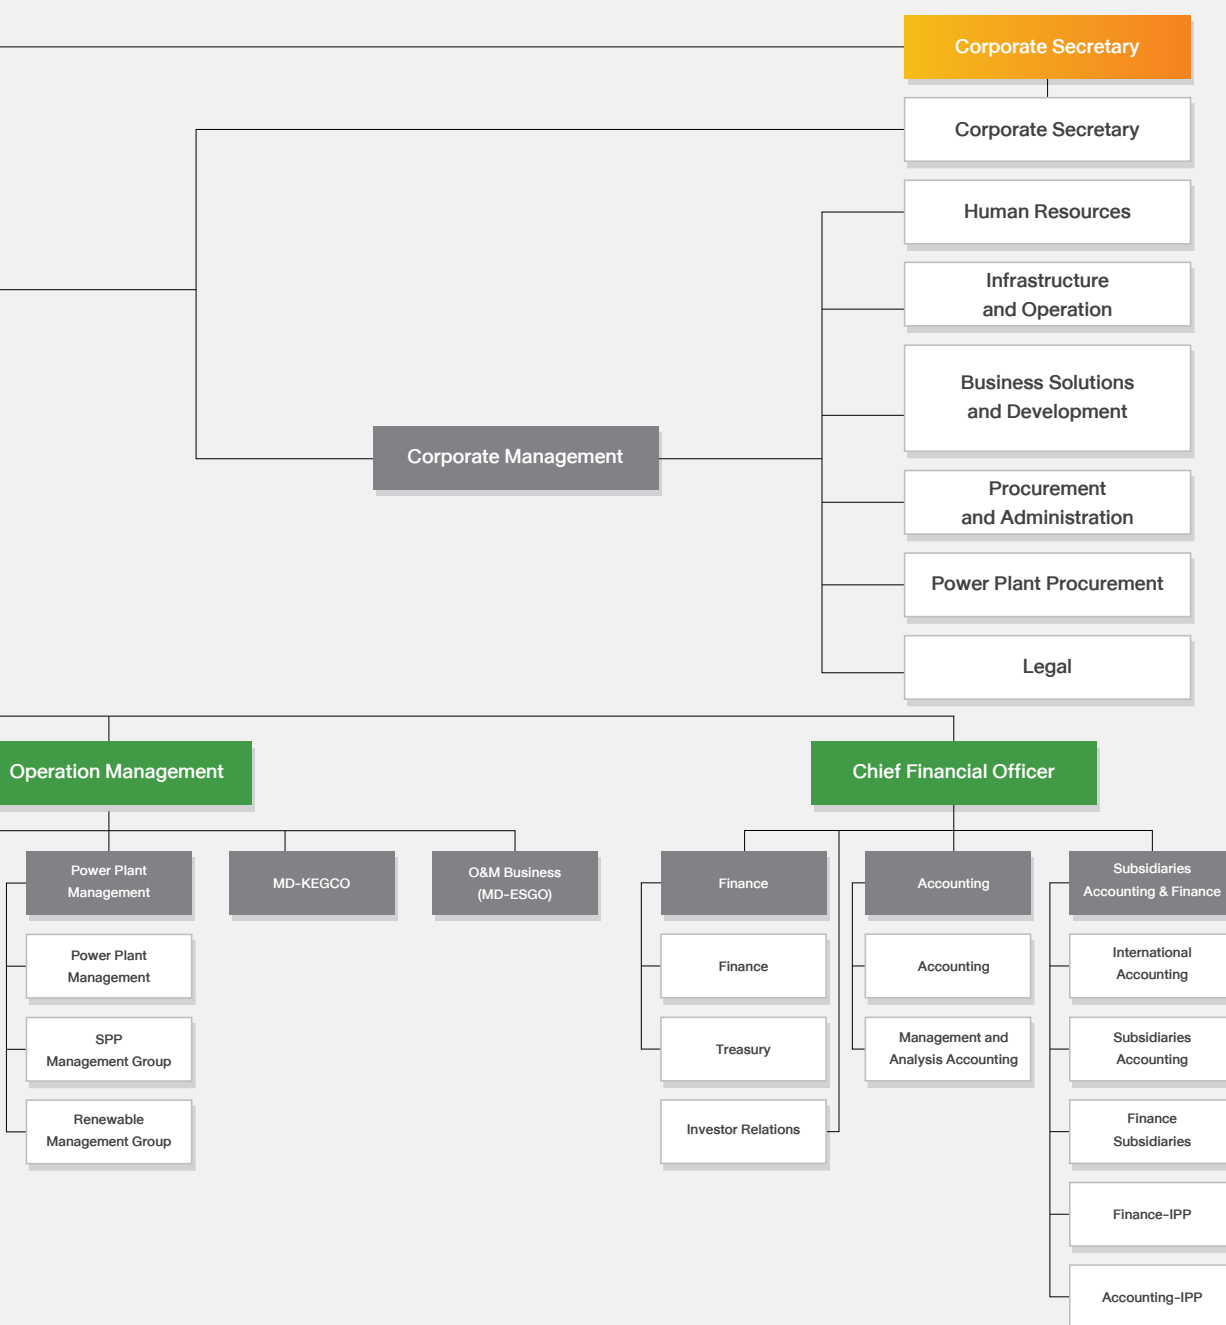 Corporate Secretary
Corporate Secretary
Human Resources
Infrastructure
and Operation
Business Solutions
and Development
Corporate Management
Procurement
and Administration
Power Plant Procurement
Legal
Operation Management
Chief Financial Officer
Power Plant
Management
MD-KEGCO
O&M Business
(MD-ESGO)
Finance
Accounting
Subsidiaries
Accounting & Finance
Power Plant
Management
Finance
Accounting
International
Accounting
SPP
Management Group
Treasury
Management and
Analysis Accounting
Subsidiaries
Accounting
Renewable
Management Group
Investor Relations
Finance
Subsidiaries
Finance-IPP
Accounting-IPP